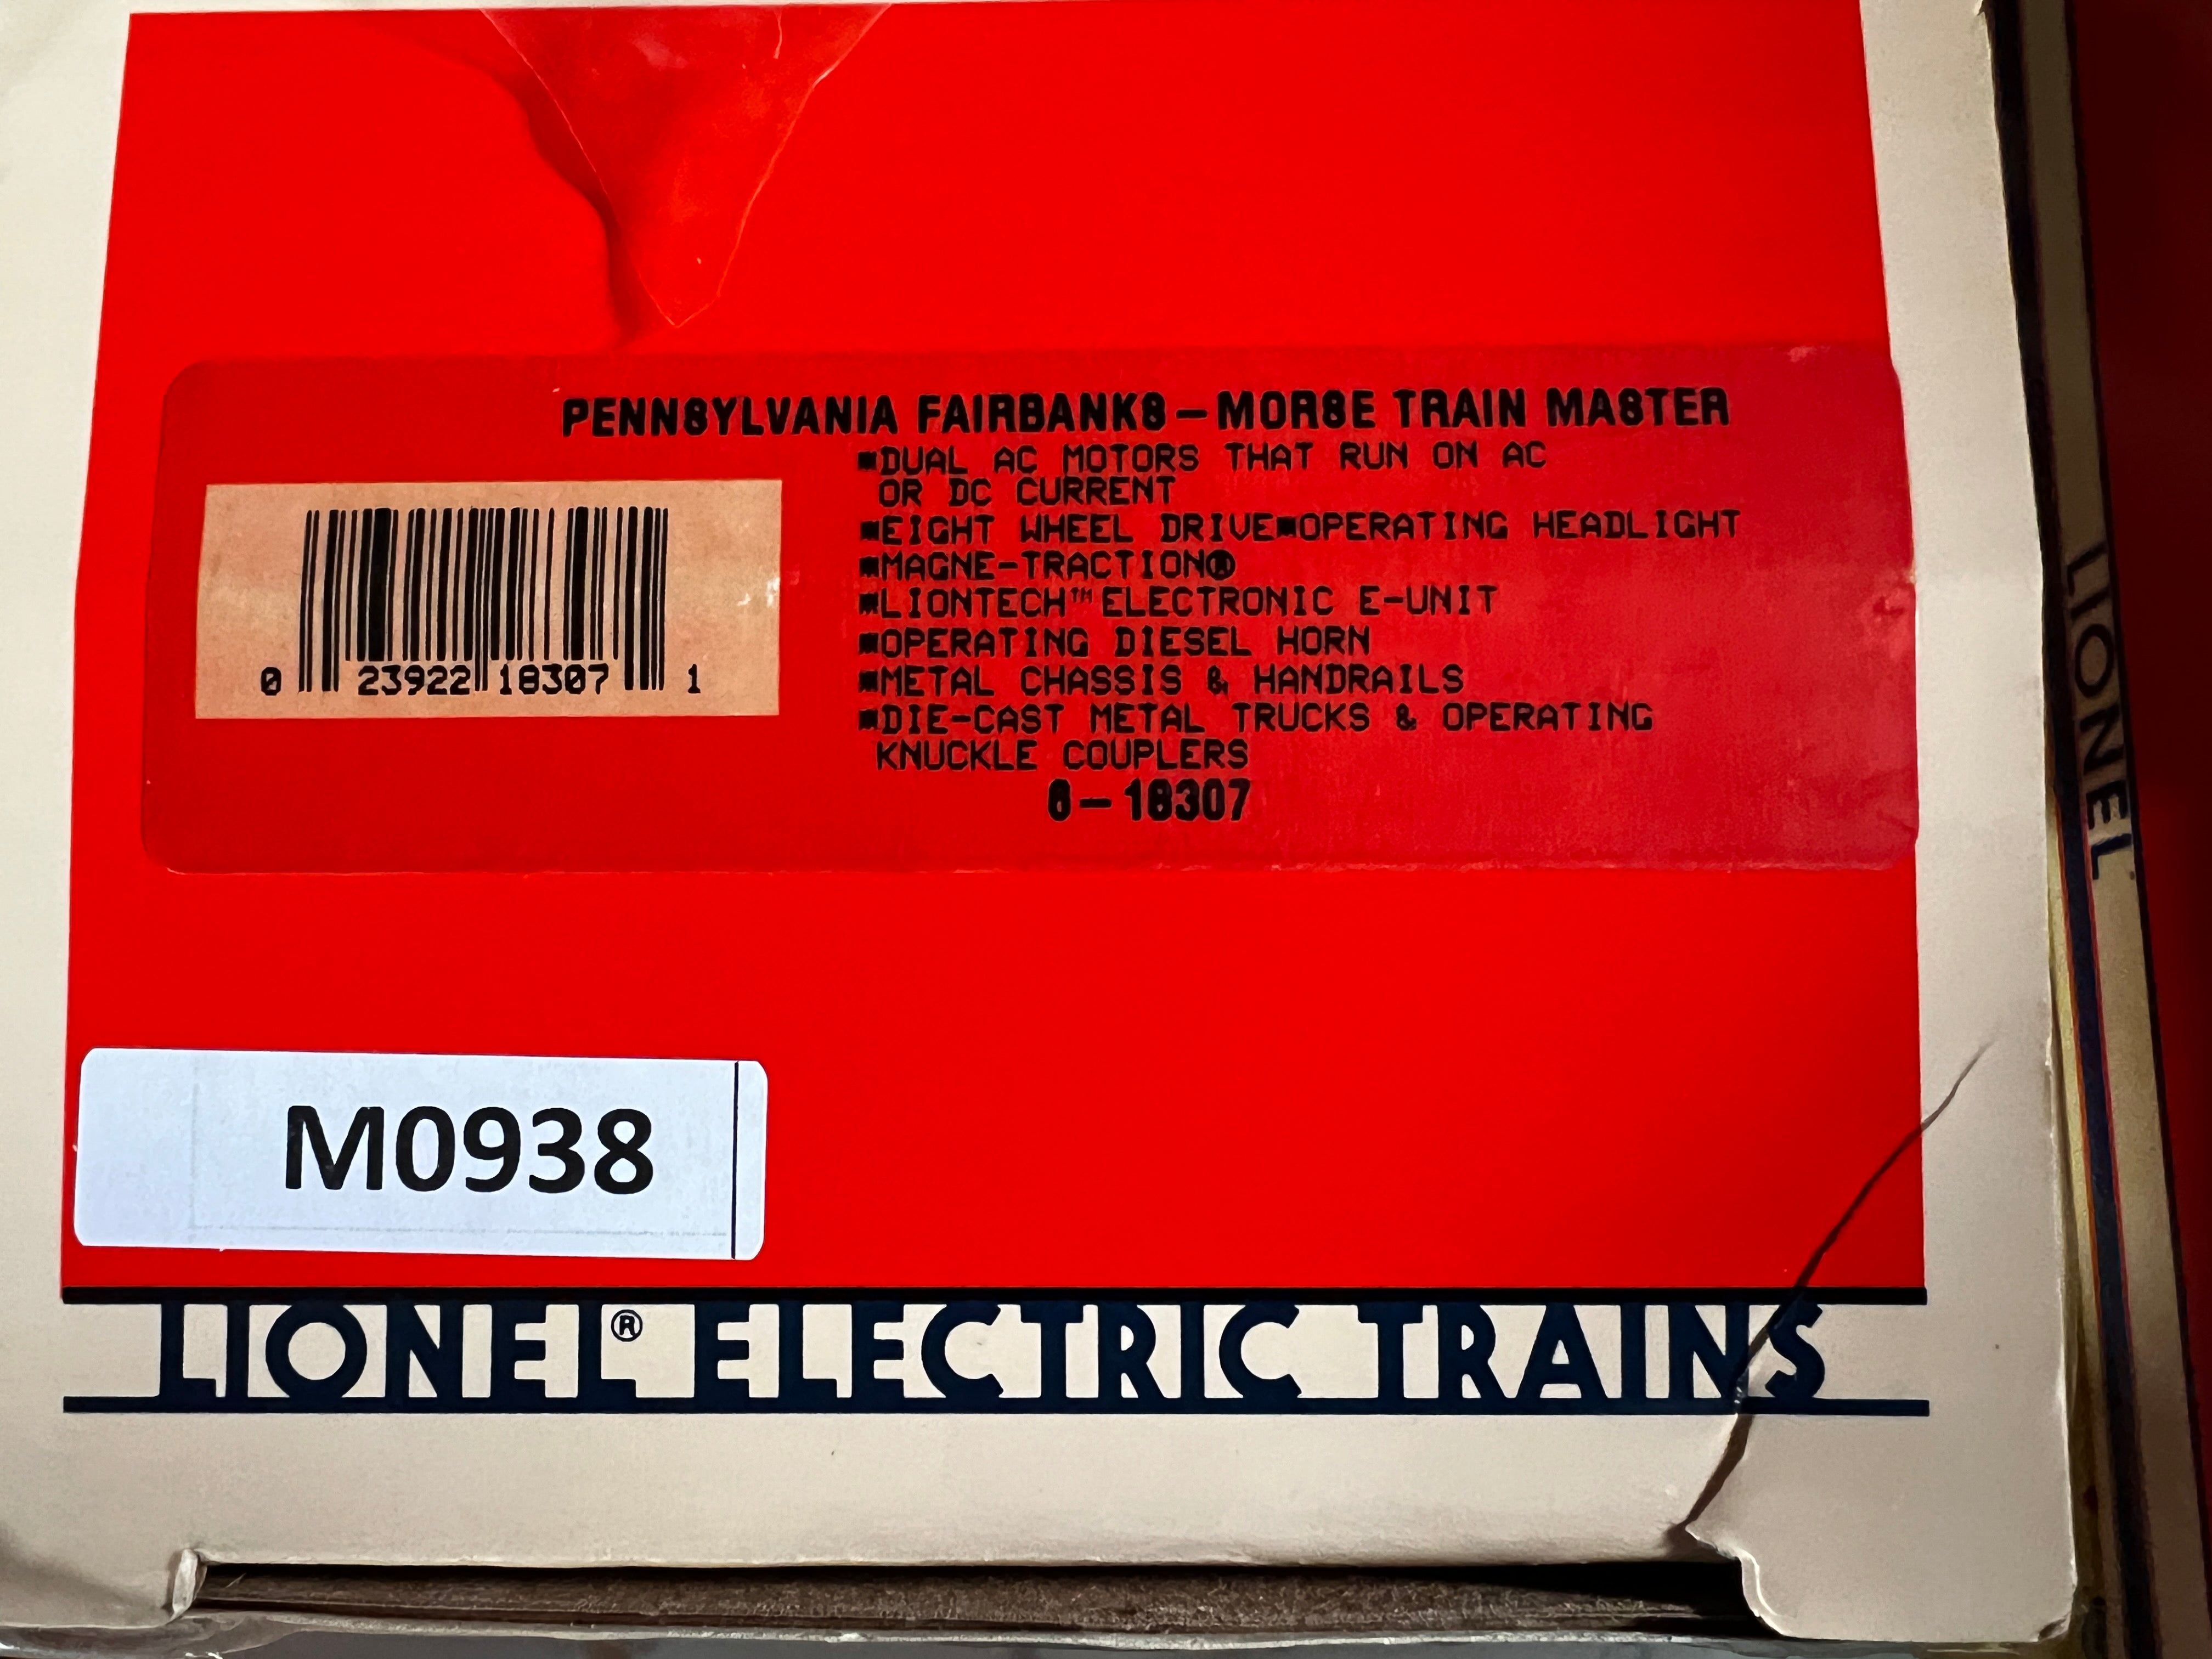 PENNSYLVANIA FAIRBANKS-MORSE TRAIN MASTER
■DUAL AC MOTORS THAT RUN ON AC
OR DC CURRENT
■EIGHT WHEEL DRIVE■OPERATING HEADLIGHT
■MAGNE-TRACTION®
■LIONTECH™ ELECTRONIC E-UNIT
■OPERATING DIESEL HORN
■METAL CHASSIS & HANDRAILS
■DIE-CAST METAL TRUCKS & OPERATING
KNUCKLE COUPLERS
6-18307
0 23922 18307 1
M0938
LIONEL® ELECTRIC TRAINS
LIONEL